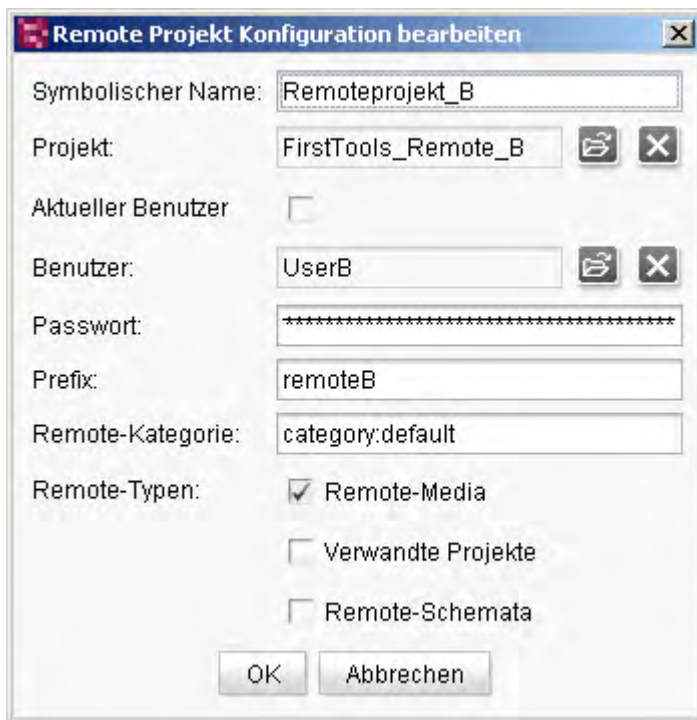 Remote Projekt Konfiguration bearbeiten
Symbolischer Name: Remoteprojekt_B
Projekt: FirstTools_Remote_B
Aktueller Benutzer
Benutzer: UserB
Passwort: ****************************************
Prefix: remoteB
Remote-Kategorie: category:default
Remote-Typen: Remote-Media
Verwandte Projekte
Remote-Schemata
OK Abbrechen